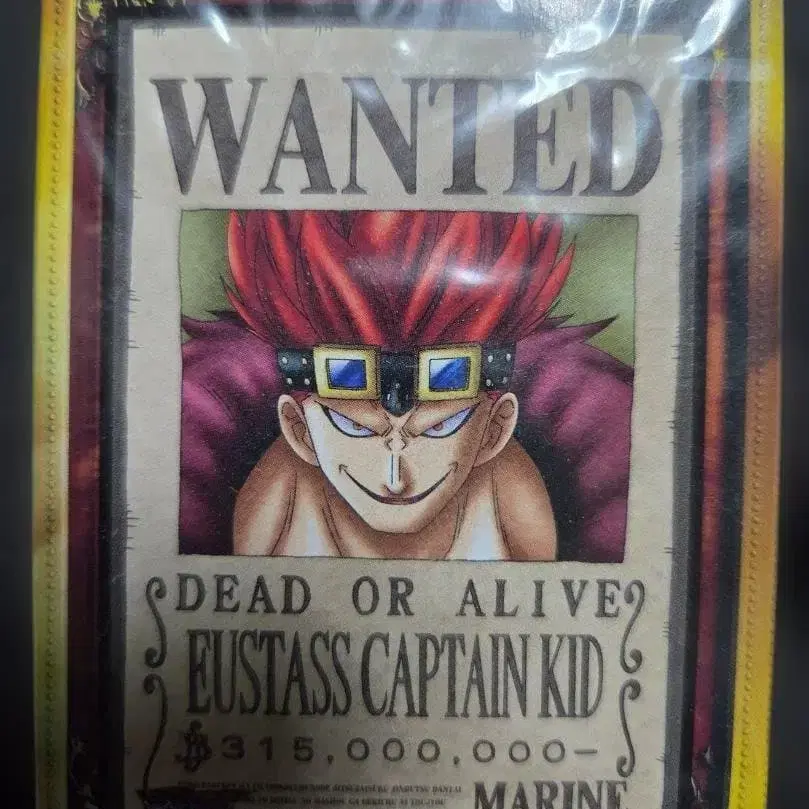 WANTED
DEAD OR ALIVE
EUSTASS CAPTAIN KID
฿315,000,000-
MARINE